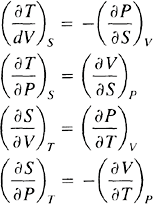 (∂T/dV)_S = −(∂P/∂S)_V
(∂T/∂P)_S = (∂V/∂S)_P
(∂S/∂V)_T = (∂P/∂T)_V
(∂S/∂P)_T = −(∂V/∂T)_P